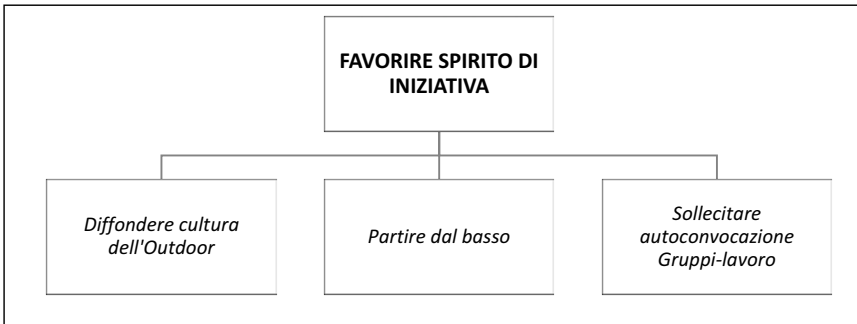 FAVORIRE SPIRITO DI
INIZIATIVA
Diffondere cultura
dell'Outdoor
Partire dal basso
Sollecitare
autoconvocazione
Gruppi-lavoro